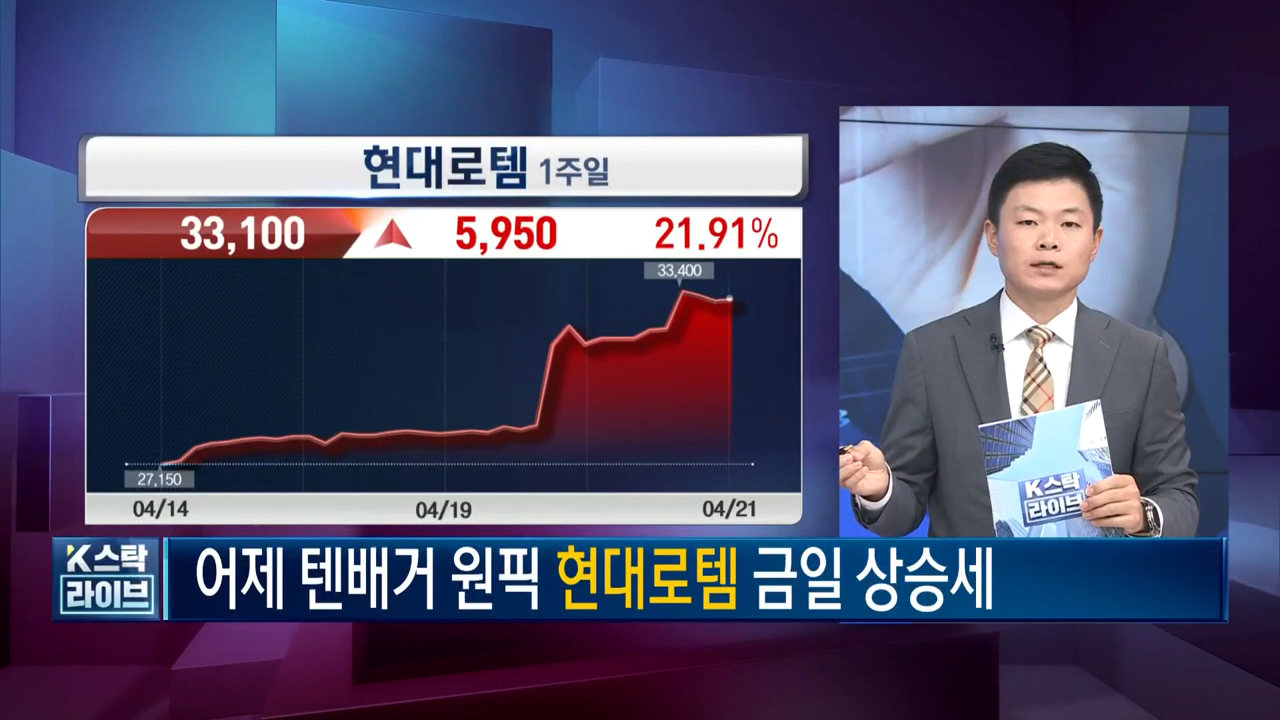 현대로템 1주일
33,100 5,950 21.91%
33,400
27,150
04/14 04/19 04/21
K스탁
라이브
K스탁
라이브
어제 텐배거 원픽 현대로템 금일 상승세